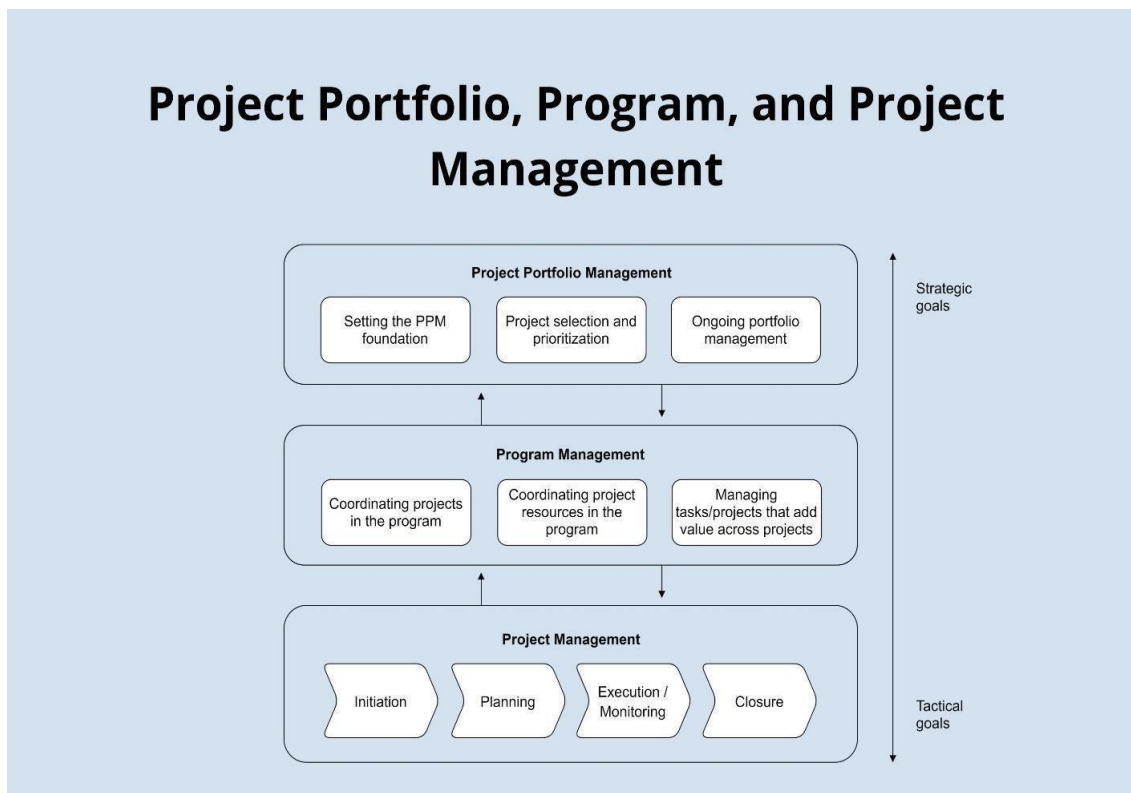 Project Portfolio, Program, and Project
Management
Project Portfolio Management
Setting the PPM
foundation
Project selection and
prioritization
Ongoing portfolio
management
Strategic
goals
Program Management
Coordinating projects
in the program
Coordinating project
resources in the
program
Managing
tasks/projects that add
value across projects
Project Management
Initiation
Planning
Execution /
Monitoring
Closure
Tactical
goals